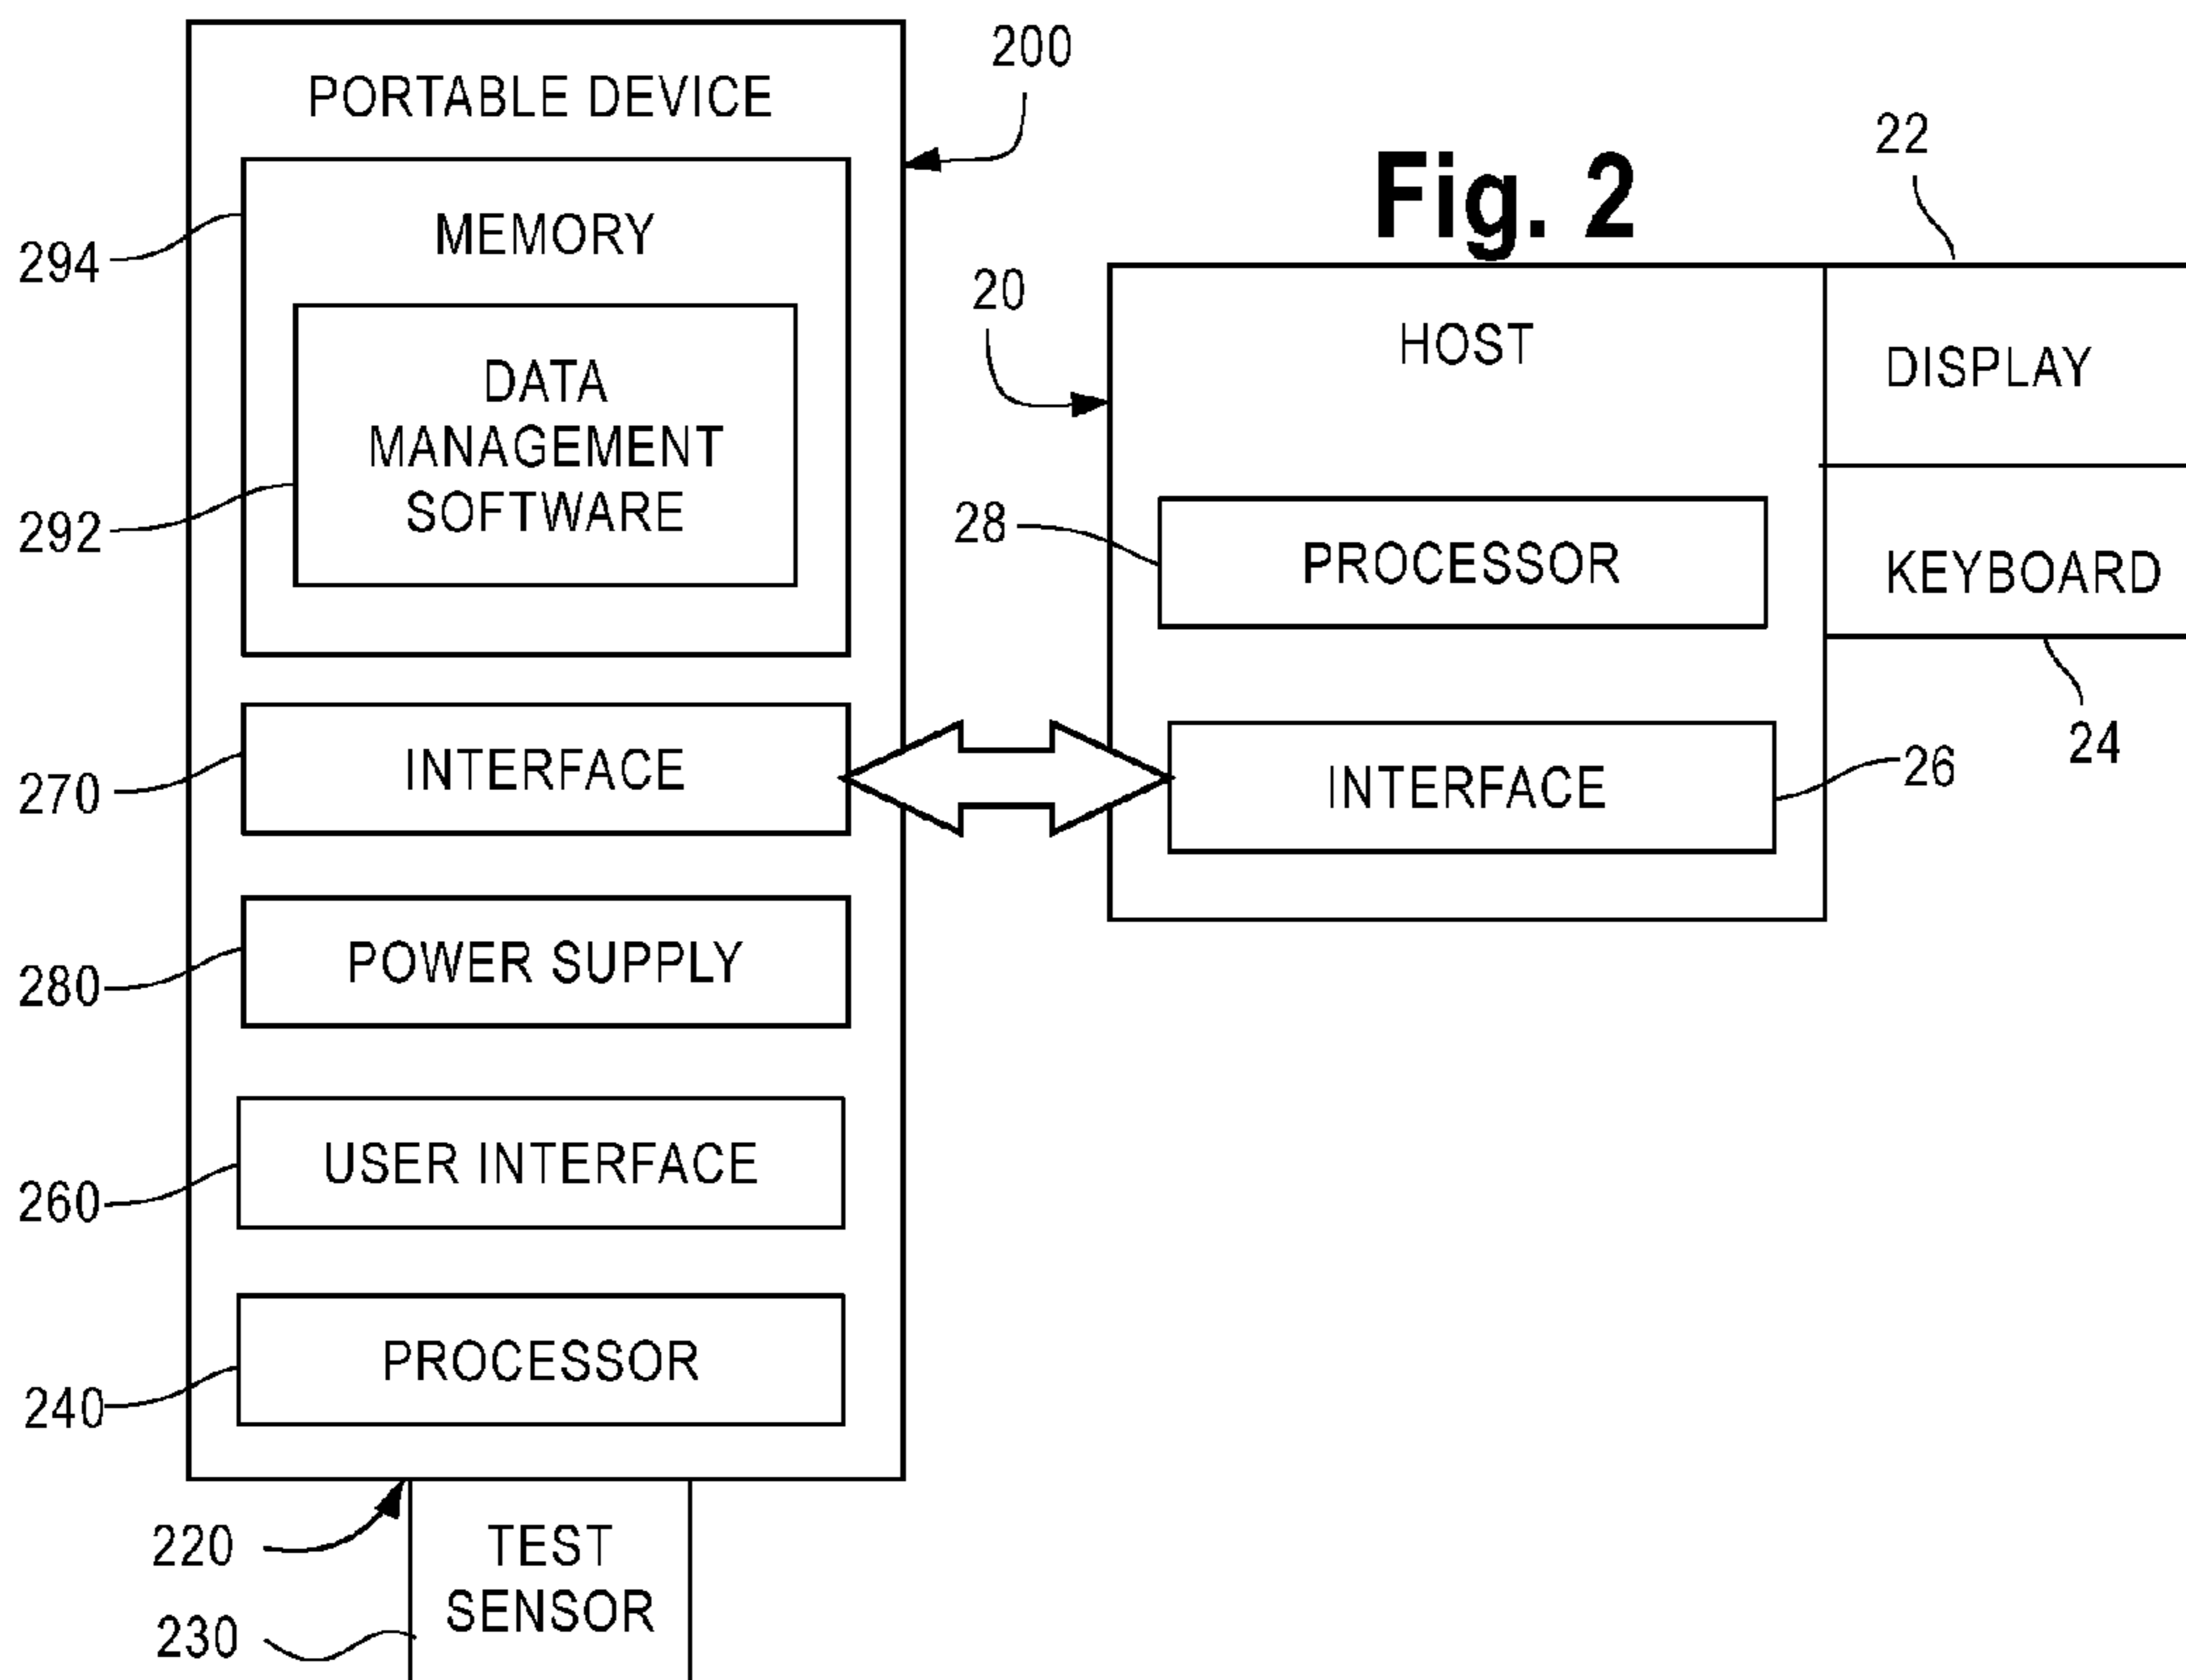 PORTABLE DEVICE
200
Fig. 2
22
294
MEMORY
20
HOST
DISPLAY
DATA
MANAGEMENT
SOFTWARE
292
28
PROCESSOR
KEYBOARD
24
270
INTERFACE
INTERFACE
26
280
POWER SUPPLY
260
USER INTERFACE
240
PROCESSOR
220
TEST
SENSOR
230